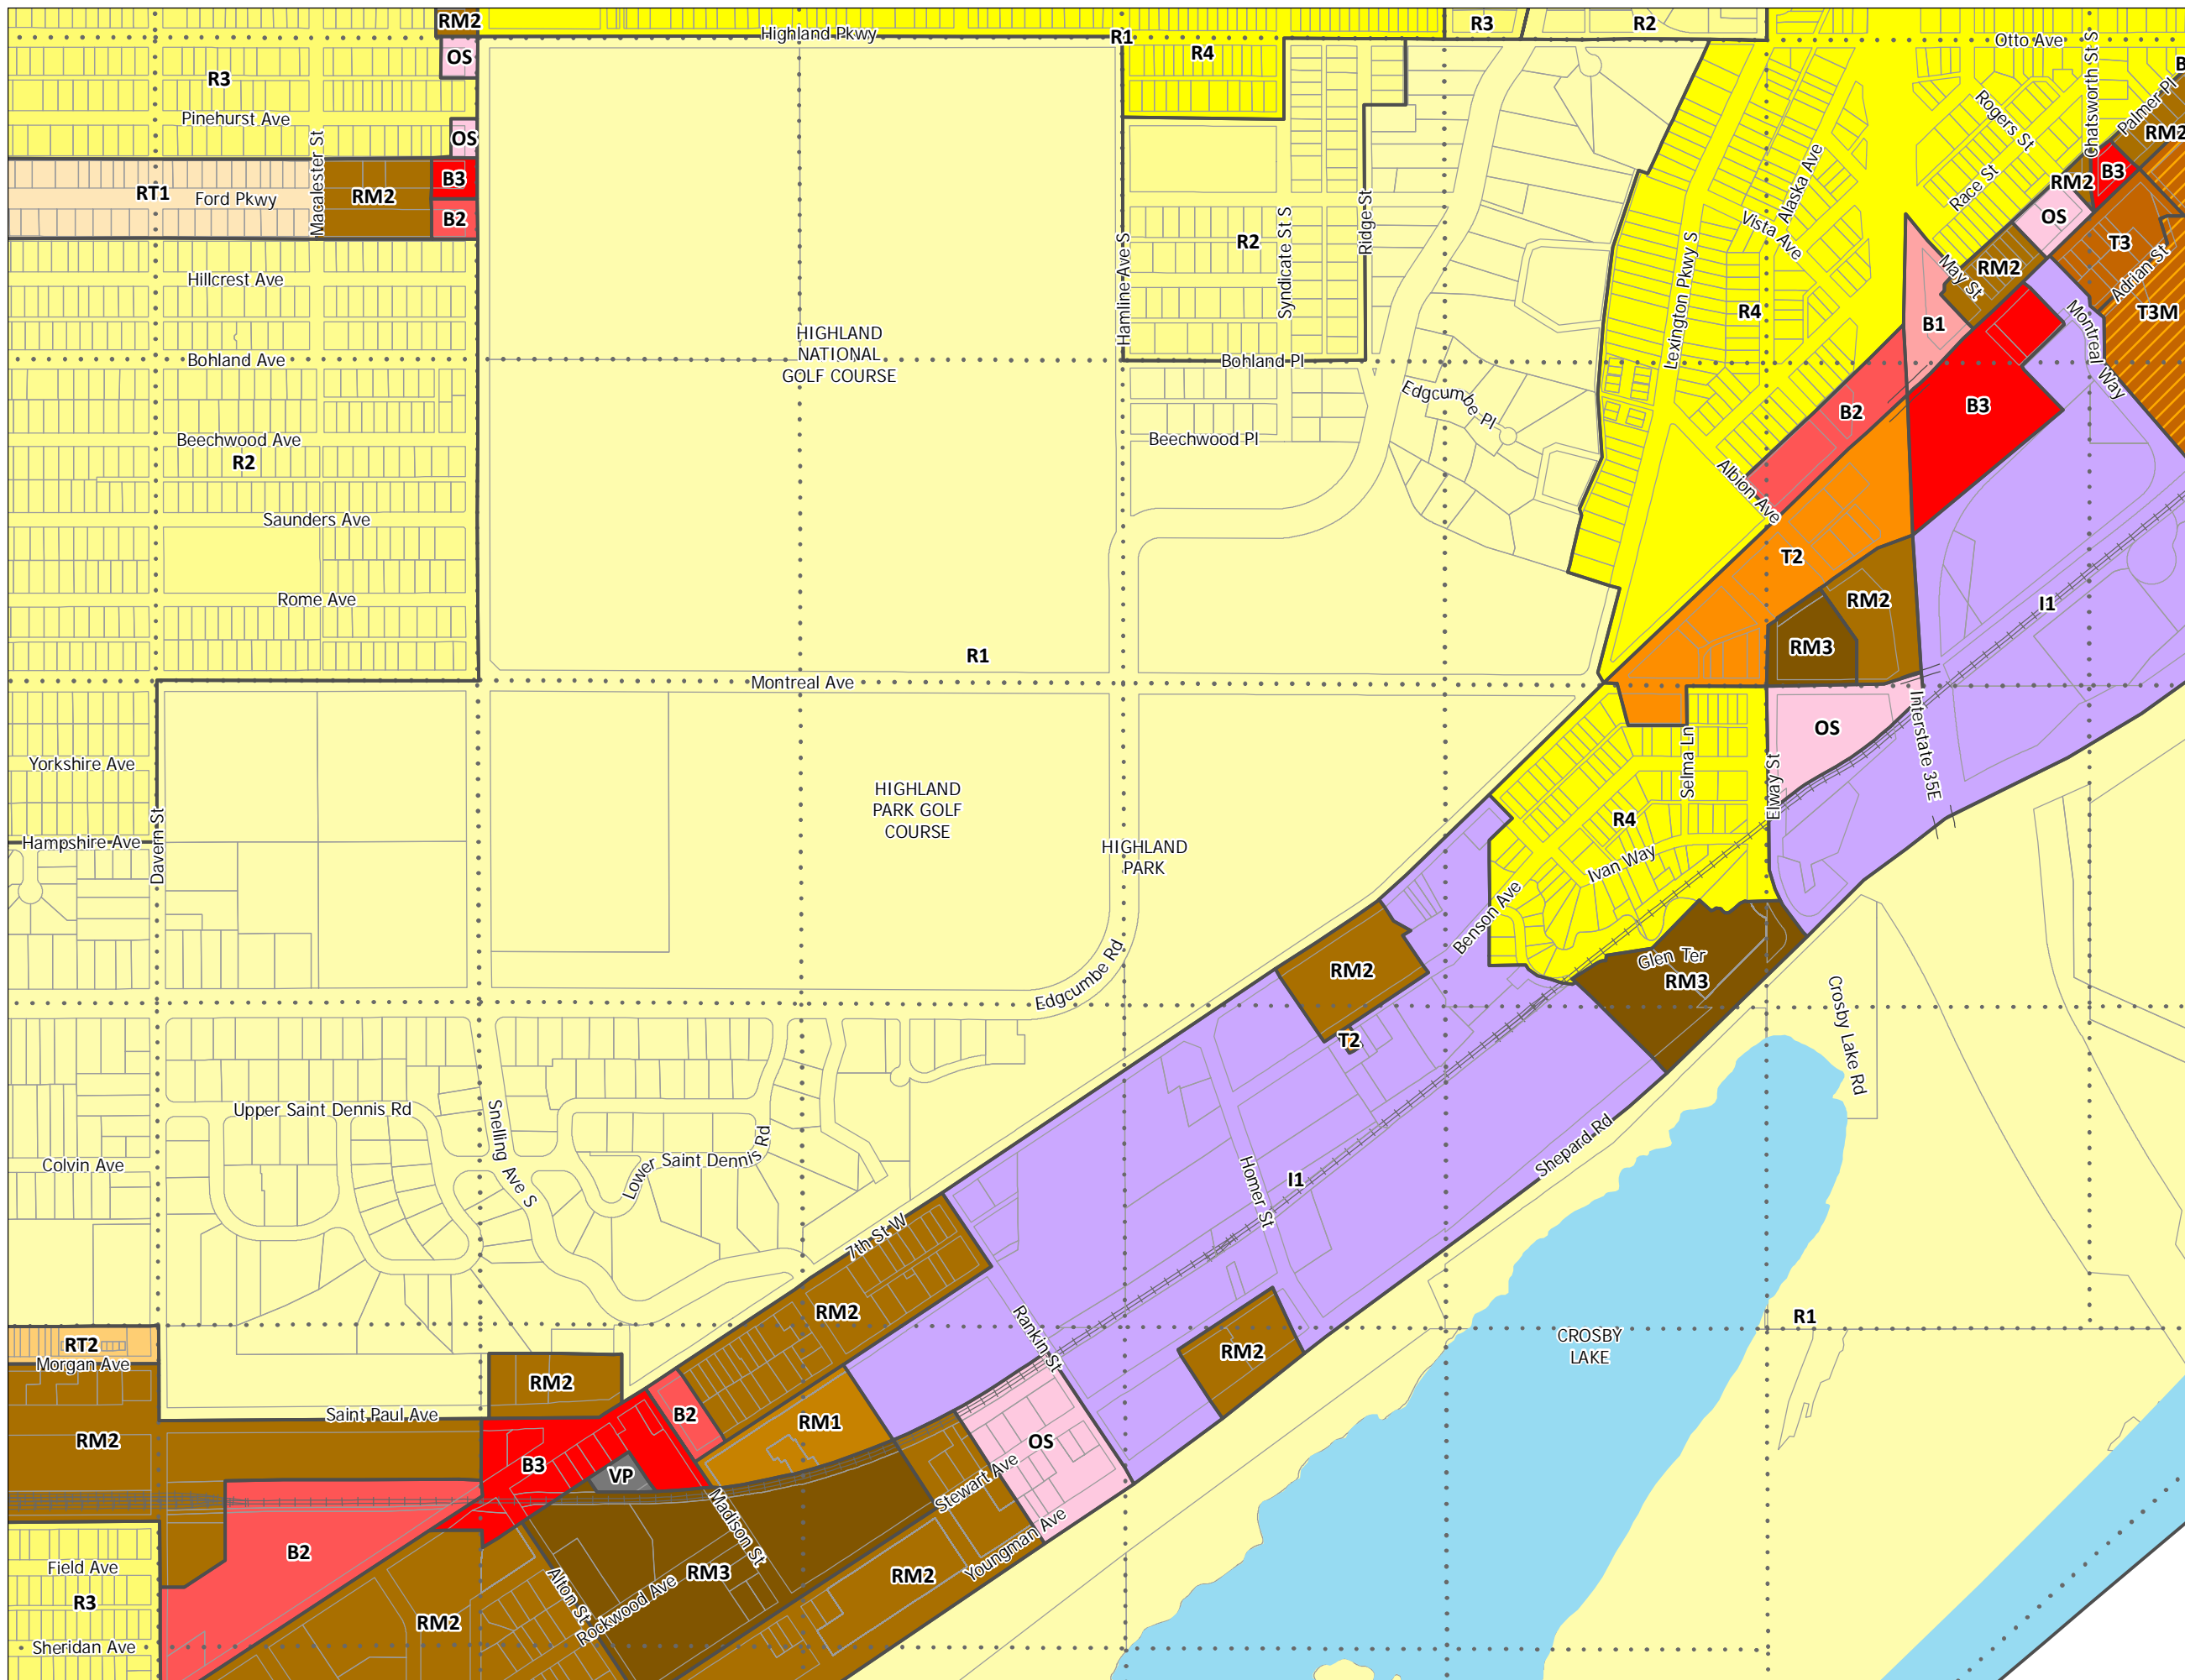 RM2
R3
R2
Highland Pkwy
R1
Otto Ave
OS
R3
R4
Chatsworth St S
B
Palmer Pl
Pinehurst Ave
OS
Rogers St
RM2
Macalester St
B3
RT1
Ford Pkwy
RM2
B2
Race St
RM2
B3
Alaska Ave
OS
Vista Ave
T3
Hamline Ave S
R2
Syndicate St S
Ridge St
Lexington Pkwy S
Adrian St
Hillcrest Ave
May St
RM2
Montreal Way
T3M
R4
B1
HIGHLAND
NATIONAL
GOLF COURSE
Bohland Ave
Bohland Pl
Edgcumbe Pl
B3
B2
Beechwood Ave
Beechwood Pl
R2
Albion Ave
Saunders Ave
T2
Rome Ave
RM2
I1
RM3
R1
Montreal Ave
Interstate 35E
OS
Selma Ln
Elway St
Yorkshire Ave
HIGHLAND
PARK GOLF
COURSE
Davern St
Hampshire Ave
HIGHLAND
PARK
R4
Ivan Way
Benson Ave
Edgcumbe Rd
RM2
Glen Ter
RM3
Crosby Lake Rd
T2
Upper Saint Dennis Rd
Snelling Ave S
Lower Saint Dennis Rd
Colvin Ave
Shepard Rd
Homer St
I1
7th St W
RM2
Rankin St
R1
RT2
Morgan Ave
CROSBY
LAKE
RM2
RM2
Saint Paul Ave
B2
RM1
RM2
OS
B3
VP
Stewart Ave
Madison St
B2
Field Ave
RM3
RM2
Youngman Ave
Alton St
Rockwood Ave
R3
RM2
Sheridan Ave